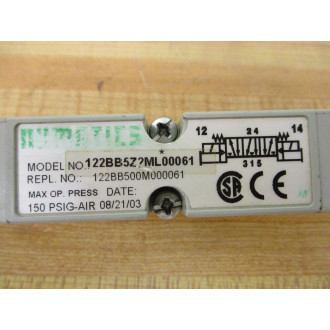 NUMATICS
12 24 14
MODEL NO. 122BB5Z?ML00061
315
REPL. NO.: 122BB500M000061
MAX OP. PRESS DATE:
150 PSIG-AIR 08/21/03
SA CE